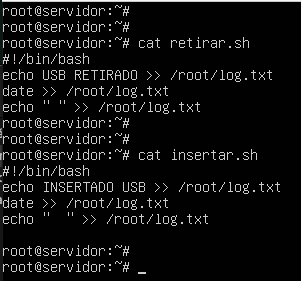 root@servidor:~#
root@servidor:~#
root@servidor:~# cat retirar.sh
#!/bin/bash
echo USB RETIRADO >> /root/log.txt
date >> /root/log.txt
echo " " >> /root/log.txt
root@servidor:~#
root@servidor:~#
root@servidor:~# cat insertar.sh
#!/bin/bash
echo INSERTADO USB >> /root/log.txt
date >> /root/log.txt
echo "  " >> /root/log.txt

root@servidor:~#
root@servidor:~# _